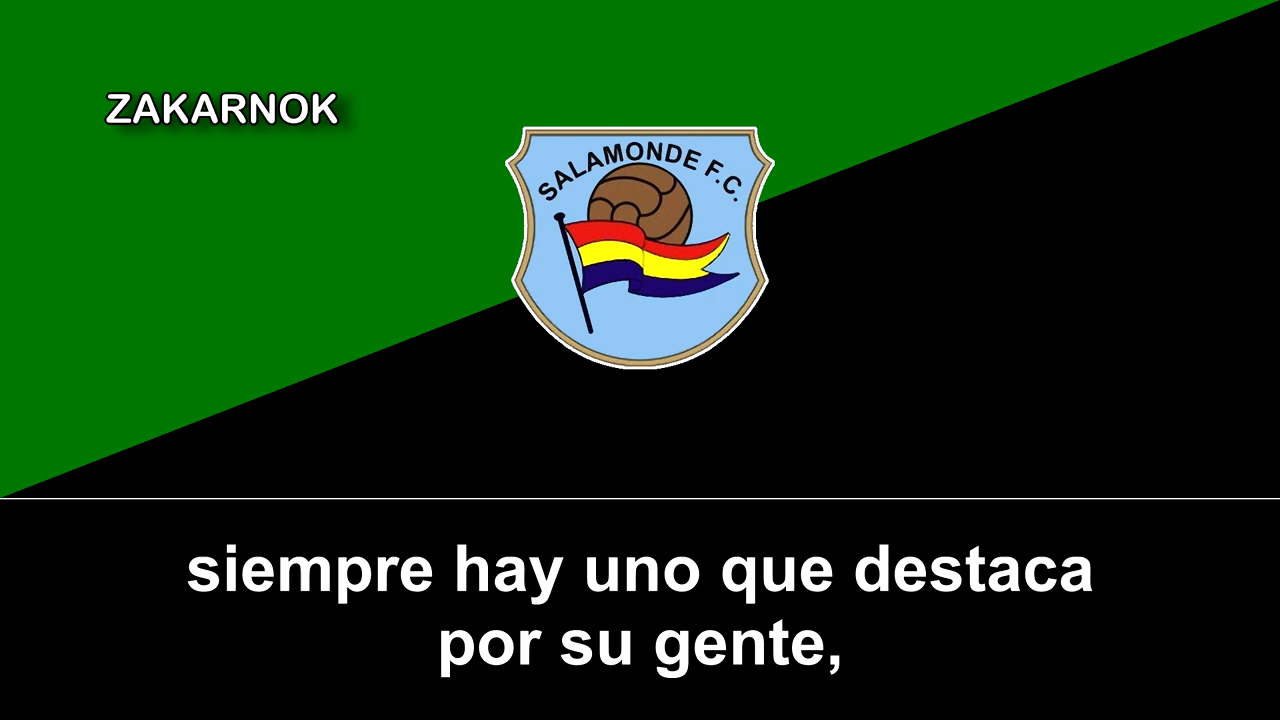 ZAKARNOK
SALAMONDE F.C.
siempre hay uno que destaca
por su gente,